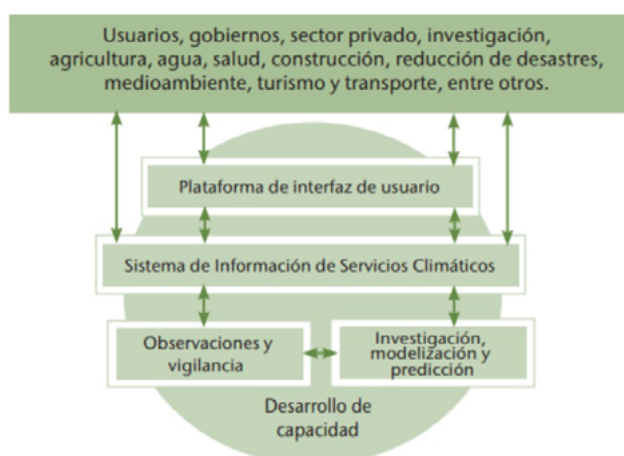 Usuarios, gobiernos, sector privado, investigación,
agricultura, agua, salud, construcción, reducción de desastres,
medioambiente, turismo y transporte, entre otros.
Plataforma de interfaz de usuario
Sistema de Información de Servicios Climáticos
Observaciones y
vigilancia
Investigación,
modelización y
predicción
Desarrollo de
capacidad